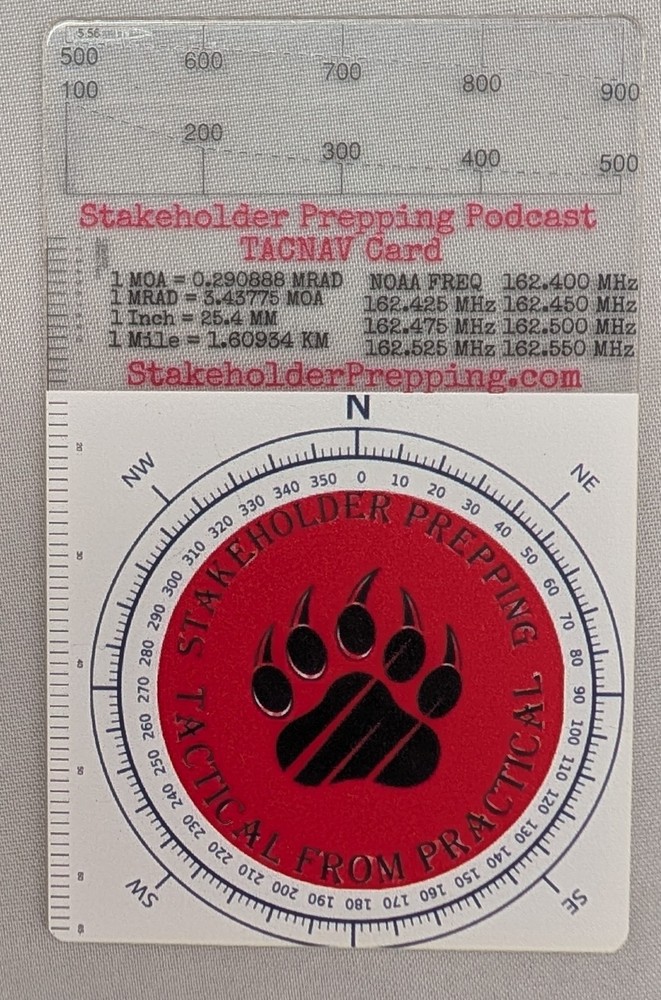 5.56
500 600 700 800 900
100 200 300 400 500
Stakeholder Prepping Podcast
TACNAV Card
1 MOA = 0.290888 MRAD
1 MRAD = 3.43775 MOA
1 Inch = 25.4 MM
1 Mile = 1.60934 KM
NOAA FREQ 162.400 MHz
162.425 MHz 162.450 MHz
162.475 MHz 162.500 MHz
162.525 MHz 162.550 MHz
StakeholderPrepping.com
N
NW
NE
0 10 20 30 40 50 60 70 80 90 100 110 120 130 140 150 160 170 180 190 200 210 220 230 240 250 260 270 280 290 300 310 320 330 340 350
STAKEHOLDER PREPPING
TACTICAL FROM PRACTICAL
SW
SE